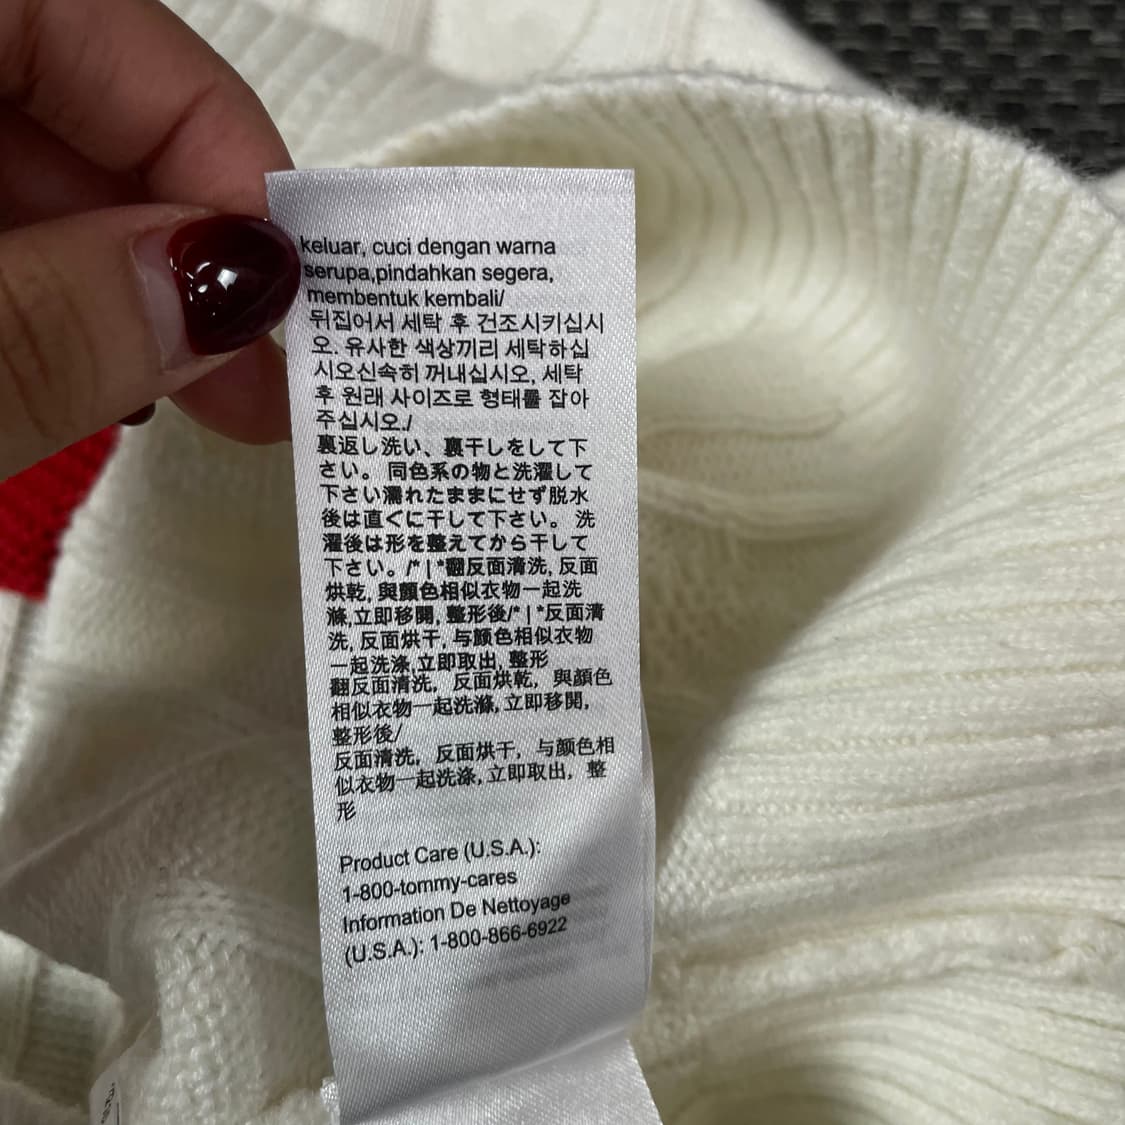 keluar, cuci dengan warna
serupa,pindahkan segera,
membentuk kembali/
뒤집어서 세탁 후 건조시키십시
오. 유사한 색상끼리 세탁하십
시오신속히 꺼내십시오, 세탁
후 원래 사이즈로 형태를 잡아
주십시오./
裏返し洗い、裏干しをして下
さい。 同色系の物と洗濯して
下さい濡れたままにせず脱水
後は直ぐに干して下さい。 洗
濯後は形を整えてから干して
下さい。/* | *翻反面清洗, 反面
烘乾, 與顏色相似衣物一起洗
滌,立即移開, 整形後/* | *反面清
洗, 反面烘干, 与颜色相似衣物
一起洗涤,立即取出, 整形
翻反面清洗, 反面烘乾, 與顏色
相似衣物一起洗滌, 立即移開,
整形後/
反面清洗, 反面烘干, 与颜色相
似衣物一起洗涤, 立即取出, 整
形
Product Care (U.S.A.):
1-800-tommy-cares
Information De Nettoyage
(U.S.A.): 1-800-866-6922